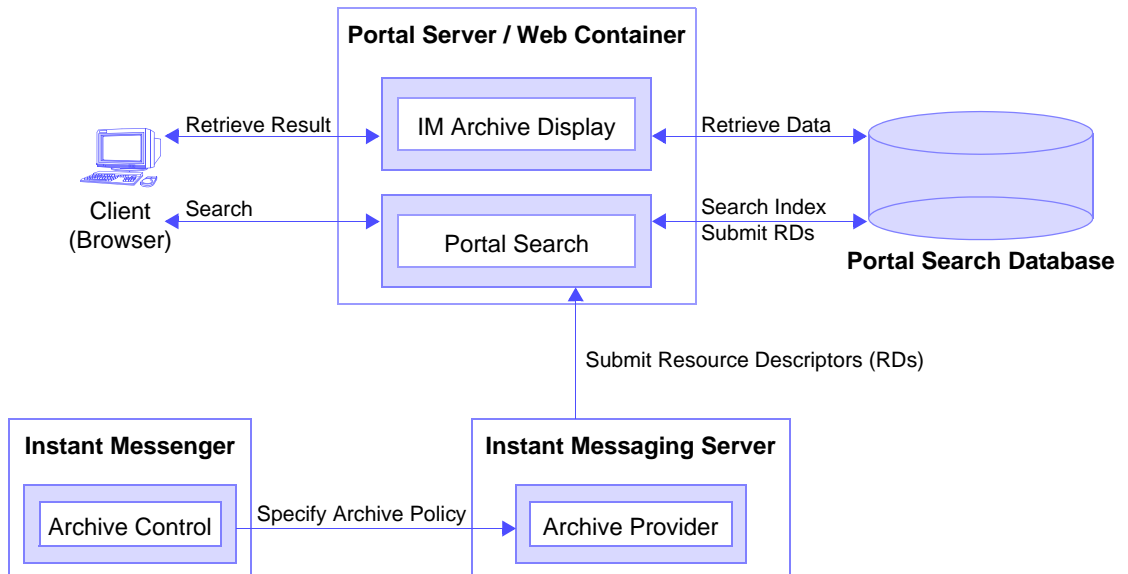 Portal Server / Web Container
Retrieve Result
IM Archive Display
Retrieve Data
Client
(Browser)
Search
Portal Search
Search Index
Submit RDs
Portal Search Database
Submit Resource Descriptors (RDs)
Instant Messenger
Instant Messaging Server
Archive Control
Specify Archive Policy
Archive Provider